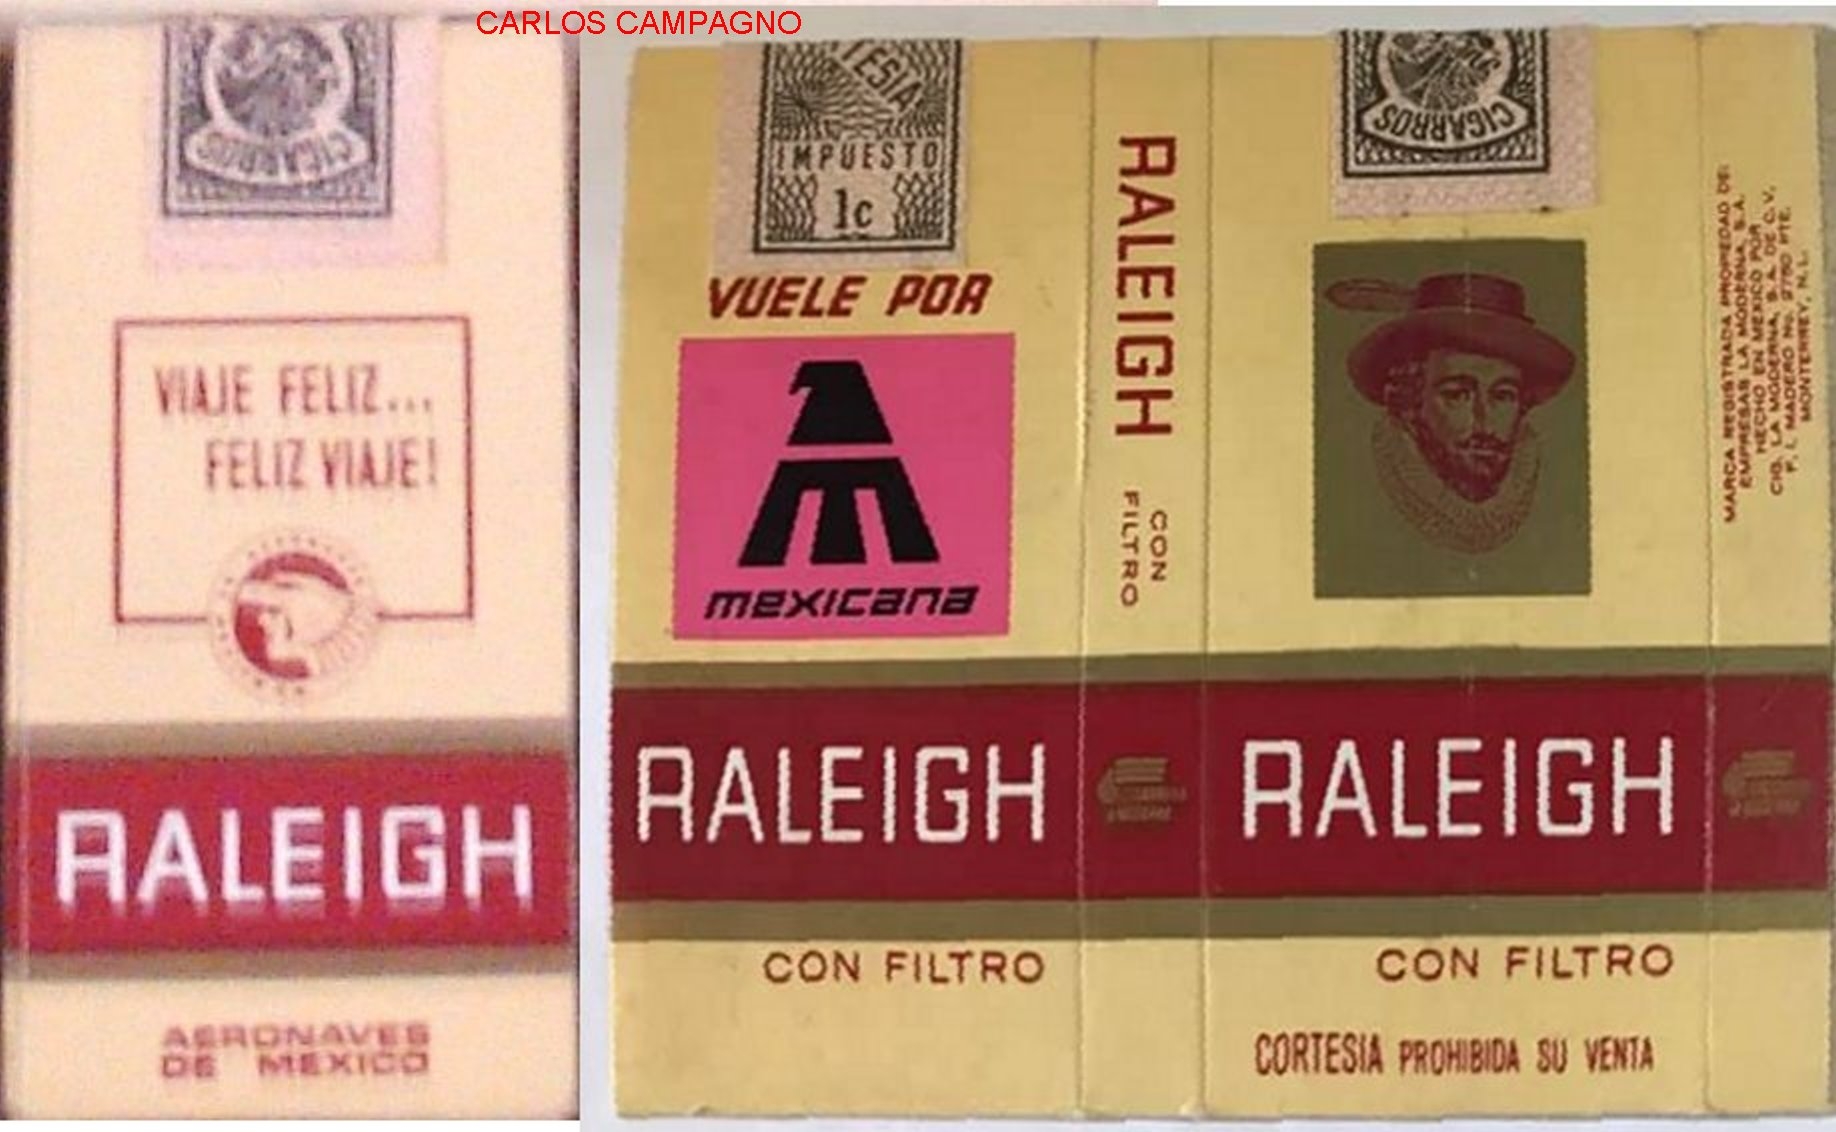 CARLOS CAMPAGNO
CIGARROS
VIAJE FELIZ...
FELIZ VIAJE!
RALEIGH
AERONAVES
DE MEXICO
TESIA
IMPUESTO
1c
VUELE POR
mexicana
RALEIGH
CON FILTRO
RALEIGH
CON
FILTRO
CIGARROS
RALEIGH
CON FILTRO
CORTESIA PROHIBIDA SU VENTA
MARCA REGISTRADA PROPIEDAD DE:
EMPRESAS LA MODERNA, S.A.
HECHO EN MEXICO POR
CIG. LA MODERNA, S.A. DE C.V.
F. I. MADERO No. 2750 PTE.
MONTERREY, N.L.